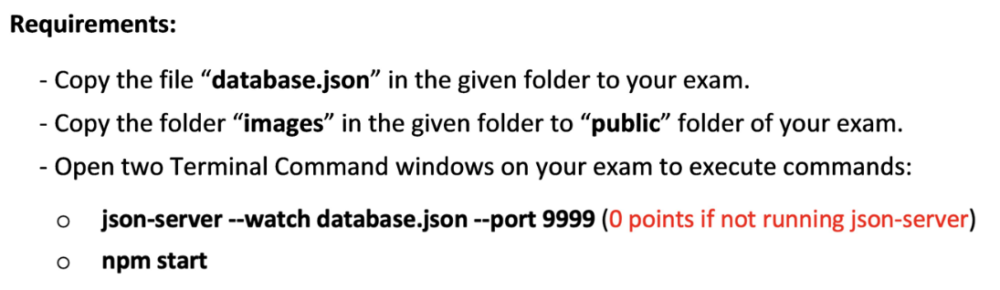 Requirements:
- Copy the file “database.json” in the given folder to your exam.
- Copy the folder “images” in the given folder to “public” folder of your exam.
- Open two Terminal Command windows on your exam to execute commands:
o json-server --watch database.json --port 9999 (0 points if not running json-server)
o npm start